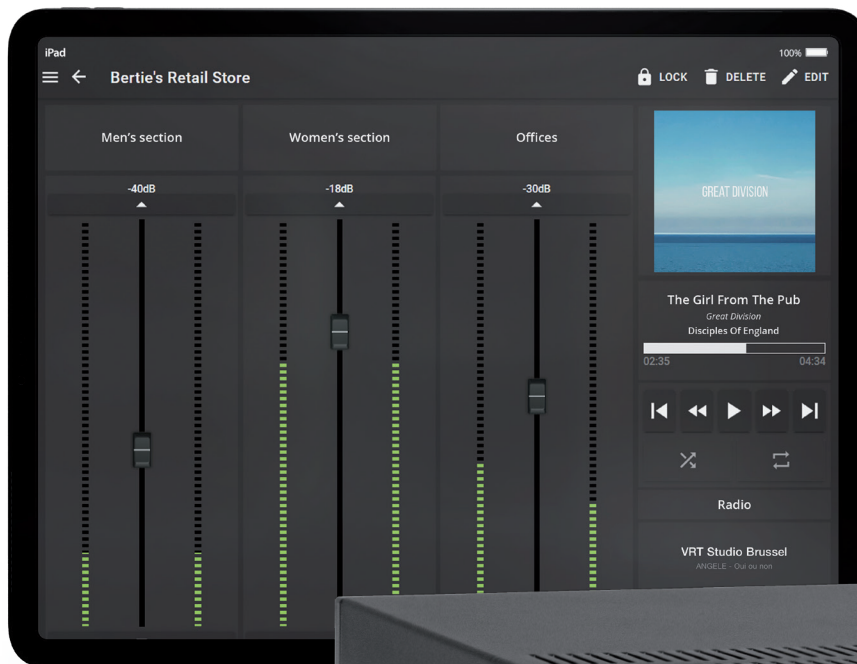 iPad
100%
Bertie's Retail Store
LOCK
DELETE
EDIT
Men's section
Women's section
Offices
-40dB
-18dB
-30dB
GREAT DIVISION
The Girl From The Pub
Great Division
Disciples Of England
02:35
04:34
Radio
VRT Studio Brussel
ANGELE - Oui ou non